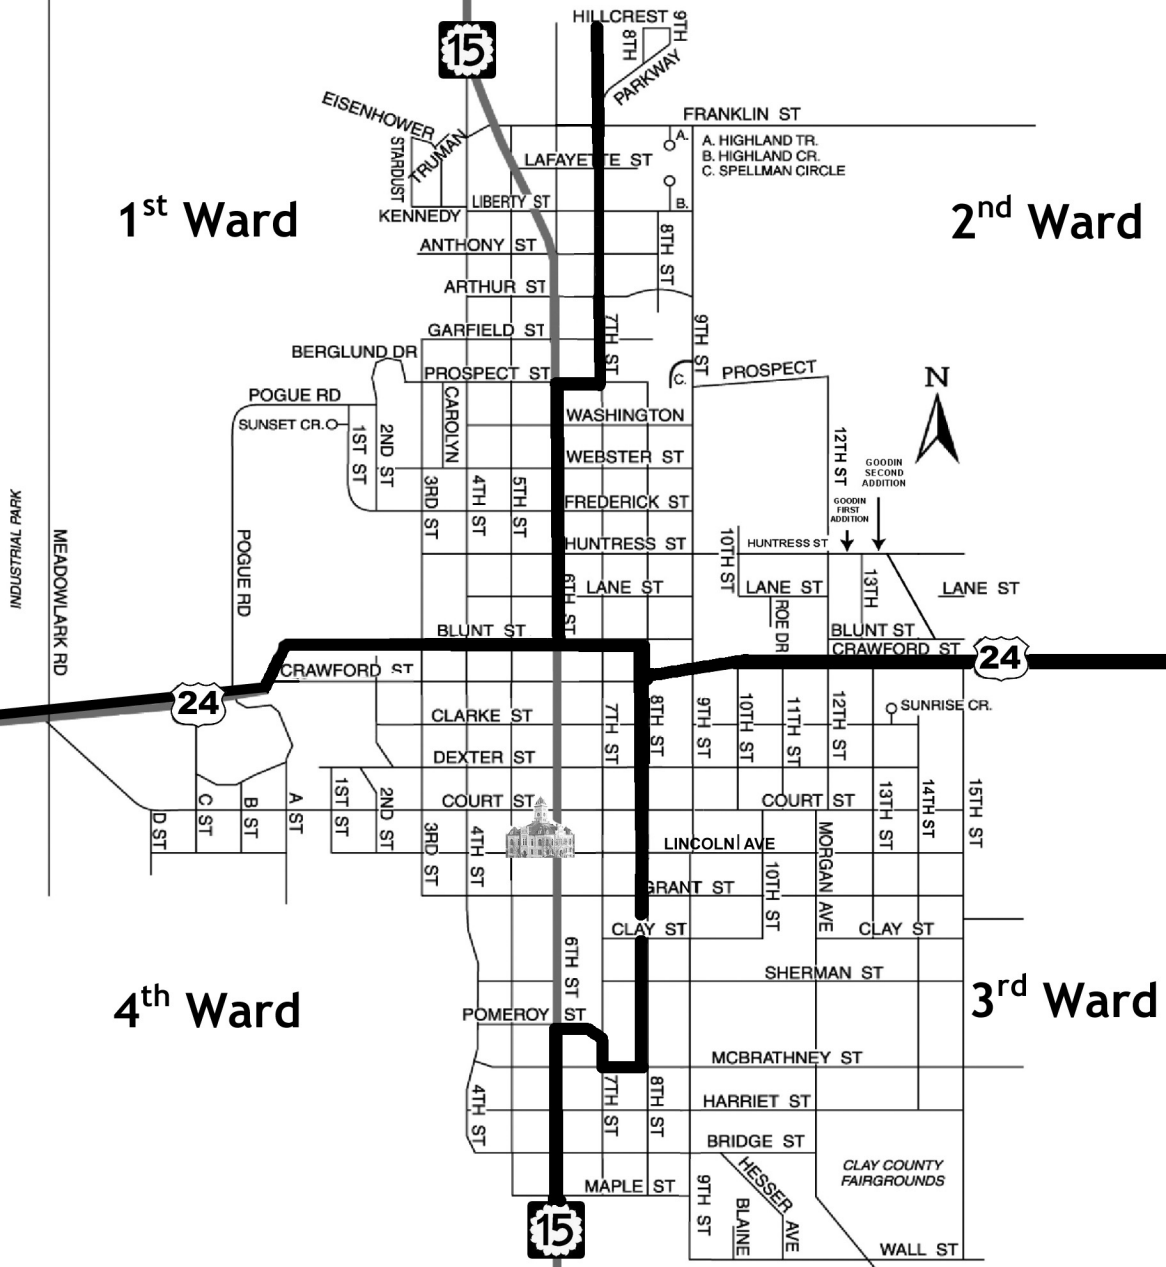 HILLCREST
9TH
8TH
15
PARKWAY
EISENHOWER
FRANKLIN ST
TRUMAN
STARDUST
A.
A. HIGHLAND TR.
B. HIGHLAND CR.
C. SPELLMAN CIRCLE
LAFAYETTE ST
LIBERTY ST
B.
KENNEDY
1st Ward
2nd Ward
8TH ST
ANTHONY ST
ARTHUR ST
GARFIELD ST
7TH ST
9TH ST
BERGLUND DR
PROSPECT ST
C.
PROSPECT
N
POGUE RD
CAROLYN
WASHINGTON
SUNSET CR.
1ST ST
2ND ST
12TH ST
WEBSTER ST
GOODIN
SECOND
ADDITION
3RD ST
4TH ST
5TH ST
FREDERICK ST
GOODIN
FIRST
ADDITION
INDUSTRIAL PARK
MEADOWLARK RD
POGUE RD
HUNTRESS ST
10TH ST
HUNTRESS ST
6TH ST
LANE ST
LANE ST
13TH
LANE ST
ROE DR
BLUNT ST
BLUNT ST
CRAWFORD ST
24
CRAWFORD ST
24
CLARKE ST
7TH ST
8TH ST
9TH ST
10TH ST
11TH ST
12TH ST
SUNRISE CR.
DEXTER ST
D ST
C ST
B ST
A ST
1ST ST
2ND ST
COURT ST
COURT ST
13TH ST
14TH ST
15TH ST
3RD ST
4TH ST
LINCOLN AVE
MORGAN AVE
10TH ST
GRANT ST
CLAY ST
CLAY ST
6TH ST
SHERMAN ST
4th Ward
3rd Ward
POMEROY ST
MCBRATHNEY ST
4TH ST
7TH ST
8TH ST
HARRIET ST
BRIDGE ST
CLAY COUNTY
FAIRGROUNDS
MAPLE ST
9TH ST
HESSER AVE
BLAINE
15
WALL ST